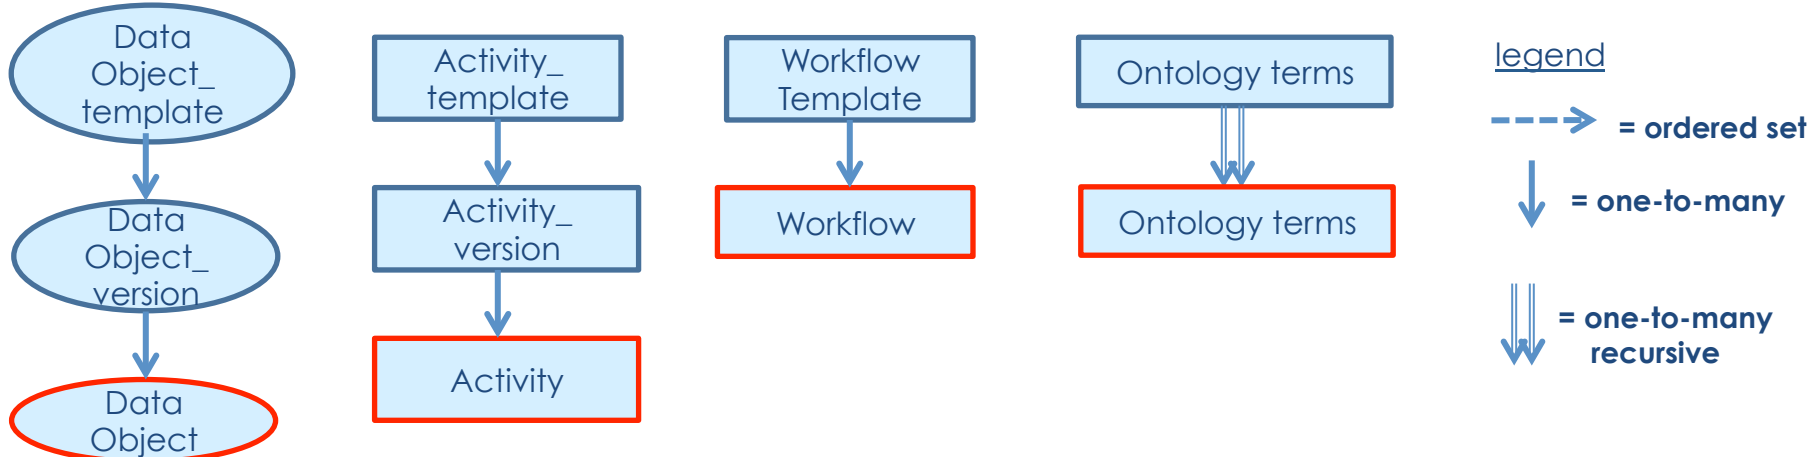 Data
Object_
template
Data
Object_
version
Data
Object
Activity_
template
Activity_
version
Activity
Workflow
Template
Workflow
Ontology terms
Ontology terms
legend
= ordered set
= one-to-many
= one-to-many
recursive